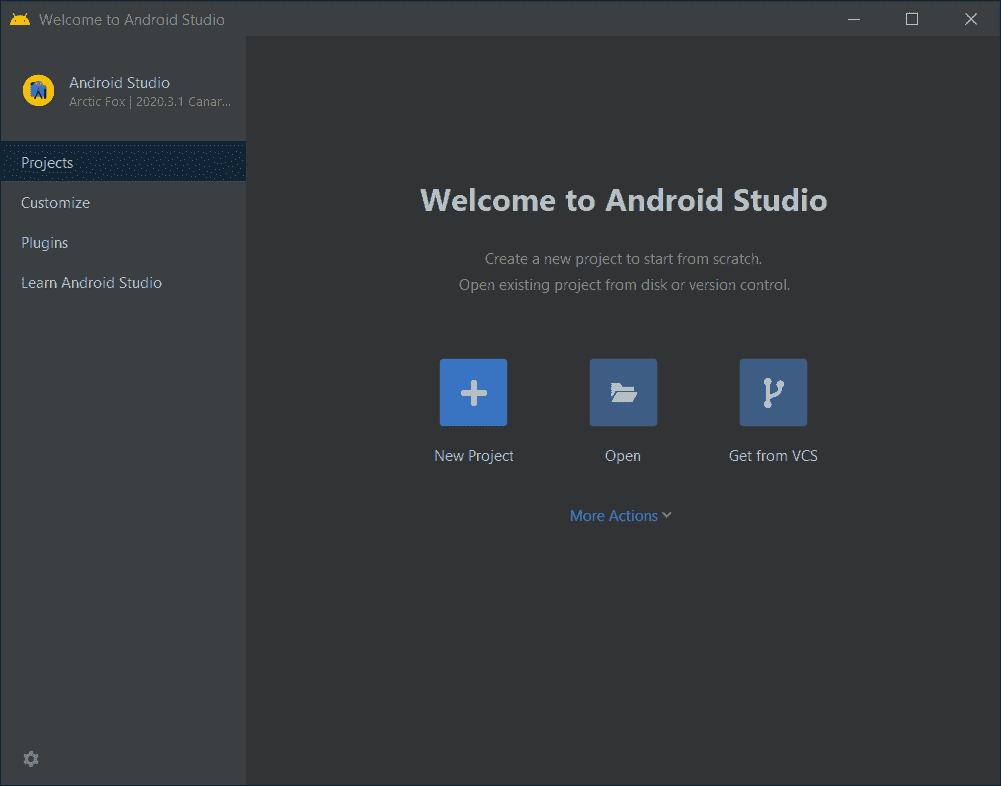 Welcome to Android Studio
Android Studio
Arctic Fox | 2020.3.1 Canar...
Projects
Customize
Plugins
Learn Android Studio
Welcome to Android Studio
Create a new project to start from scratch.
Open existing project from disk or version control.
New Project
Open
Get from VCS
More Actions